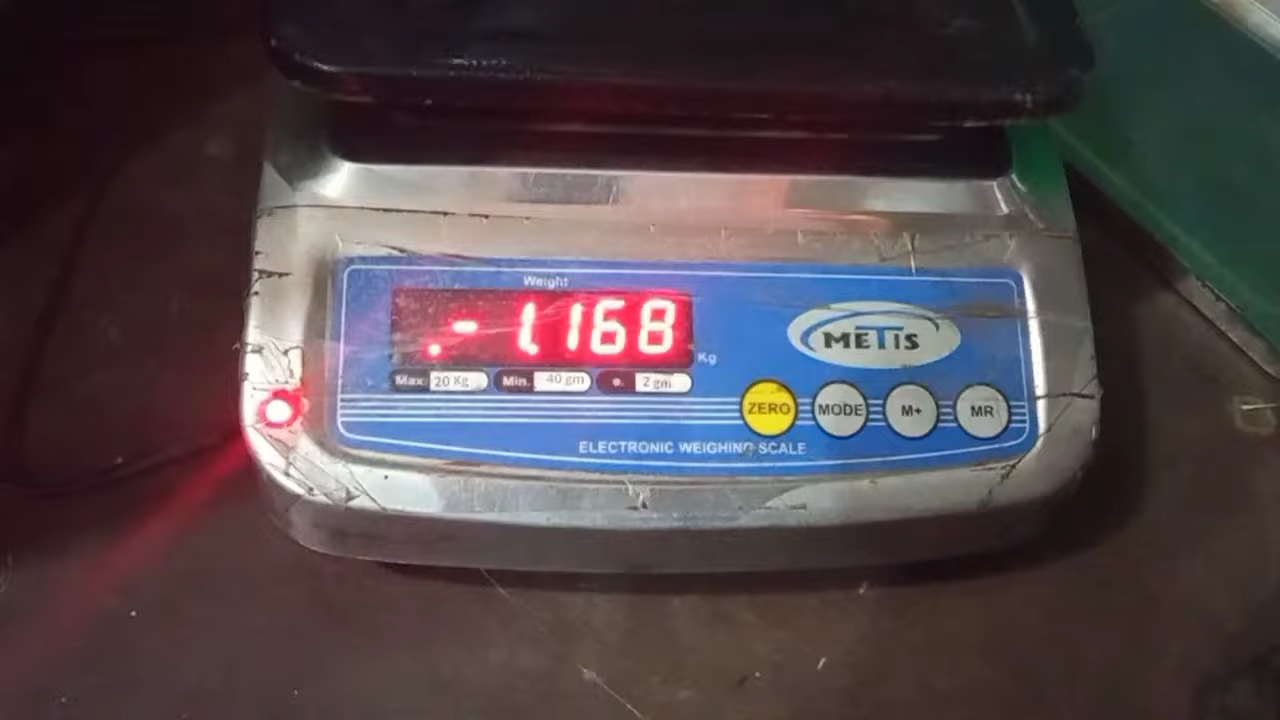 Weight
- 1.168
Kg
Max. 20 Kg Min. 40 gm e. 2 gm
METIS
ZERO MODE M+ MR
ELECTRONIC WEIGHING SCALE